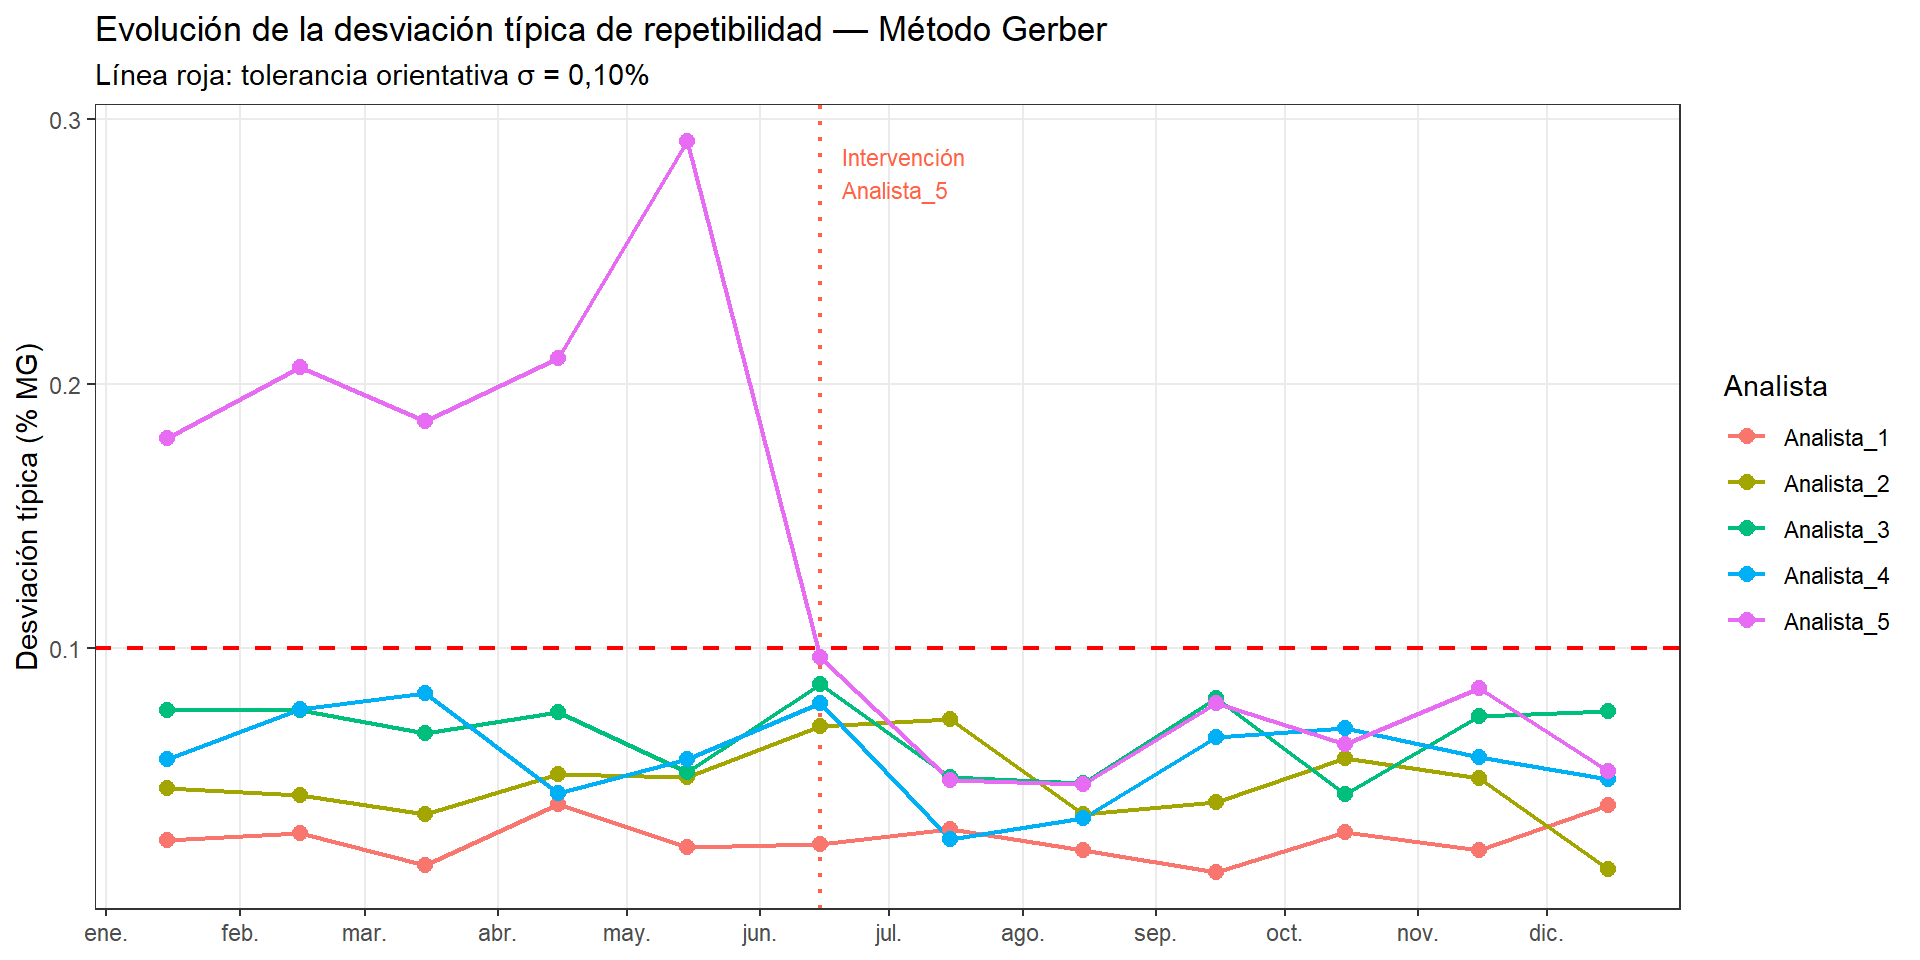 Evolución de la desviación típica de repetibilidad — Método Gerber
Línea roja: tolerancia orientativa σ = 0,10%
Desviación típica (% MG)
0.3
0.2
0.1
Intervención
Analista_5
ene.
feb.
mar.
abr.
may.
jun.
jul.
ago.
sep.
oct.
nov.
dic.
Analista
Analista_1
Analista_2
Analista_3
Analista_4
Analista_5